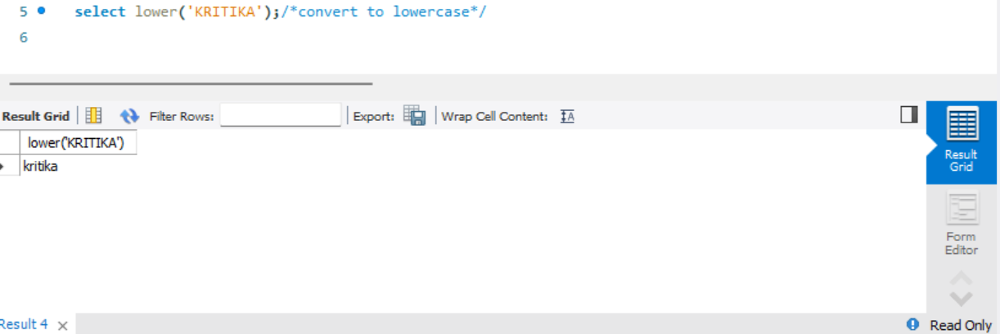 5 select lower('KRITIKA');/*convert to lowercase*/
6
Result Grid Filter Rows: Export: Wrap Cell Content: IA
lower('KRITIKA')
kritika
Result
Grid
Form
Editor
Result 4 ×
Read Only